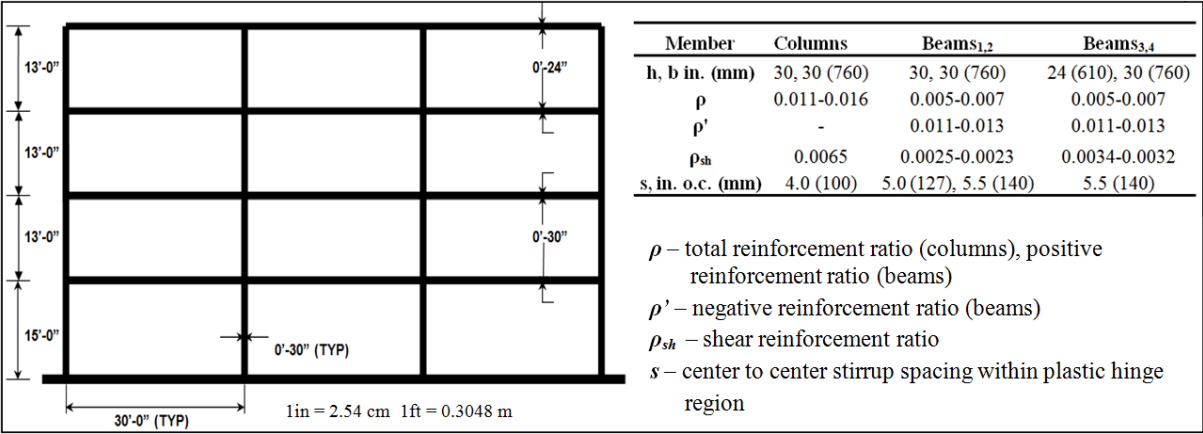 13'-0"
13'-0"
13'-0"
15'-0"
0'-24"
0'-30"
0'-30" (TYP)
30'-0" (TYP)
1in = 2.54 cm 1ft = 0.3048 m
Member Columns Beams1,2 Beams3,4
h, b in. (mm) 30, 30 (760) 30, 30 (760) 24 (610), 30 (760)
ρ 0.011-0.016 0.005-0.007 0.005-0.007
ρ' - 0.011-0.013 0.011-0.013
ρsh 0.0065 0.0025-0.0023 0.0034-0.0032
s, in. o.c. (mm) 4.0 (100) 5.0 (127), 5.5 (140) 5.5 (140)
ρ – total reinforcement ratio (columns), positive
reinforcement ratio (beams)
ρ' – negative reinforcement ratio (beams)
ρsh – shear reinforcement ratio
s – center to center stirrup spacing within plastic hinge
region